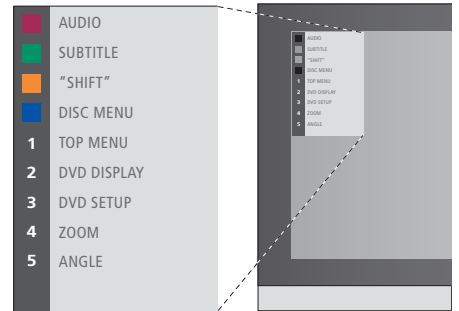 AUDIO
SUBTITLE
"SHIFT"
DISC MENU
1 TOP MENU
2 DVD DISPLAY
3 DVD SETUP
4 ZOOM
5 ANGLE
AUDIO
SUBTITLE
"SHIFT"
DISC MENU
1 TOP MENU
2 DVD DISPLAY
3 DVD SETUP
4 ZOOM
5 ANGLE